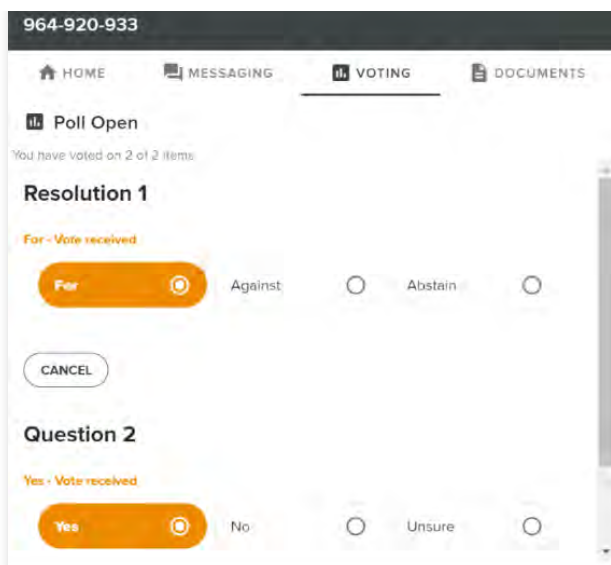 964-920-933
HOME MESSAGING VOTING DOCUMENTS
Poll Open
You have voted on 2 of 2 items
Resolution 1
For - Vote received
For Against Abstain
CANCEL
Question 2
Yes - Vote received
Yes No Unsure